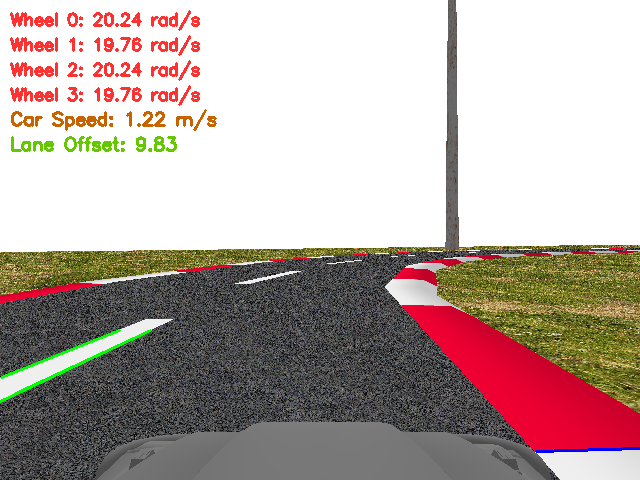 Wheel 0: 20.24 rad/s
Wheel 1: 19.76 rad/s
Wheel 2: 20.24 rad/s
Wheel 3: 19.76 rad/s
Car Speed: 1.22 m/s
Lane Offset: 9.83